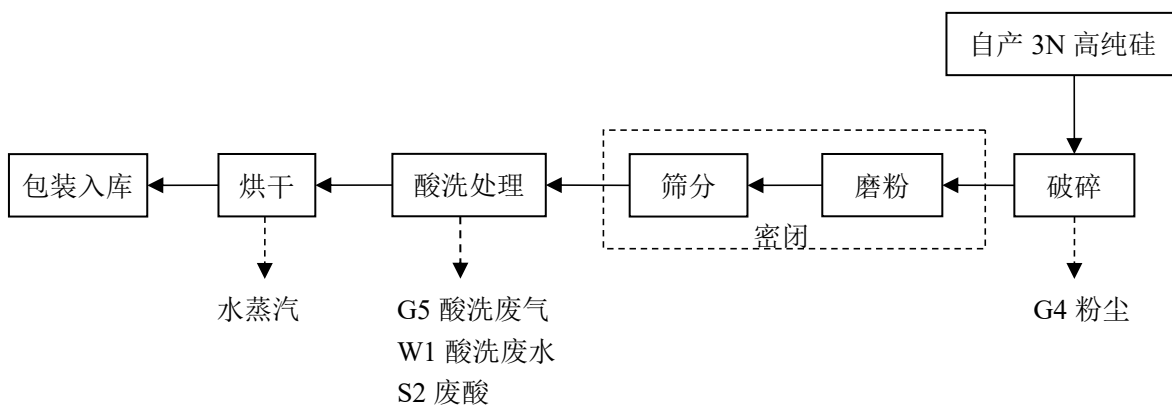 自产 3N 高纯硅
包装入库
烘干
酸洗处理
筛分
磨粉
破碎
密闭
水蒸汽
G5 酸洗废气
W1 酸洗废水
S2 废酸
G4 粉尘